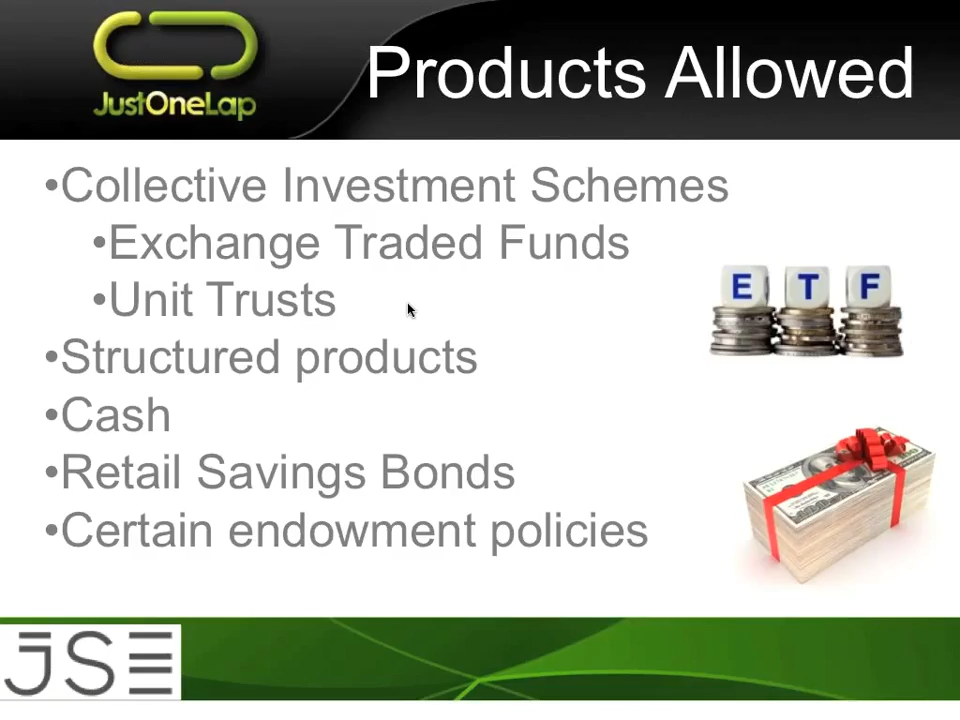 JustOneLap
Products Allowed
•Collective Investment Schemes
•Exchange Traded Funds
•Unit Trusts
•Structured products
•Cash
•Retail Savings Bonds
•Certain endowment policies
E T F
JSE